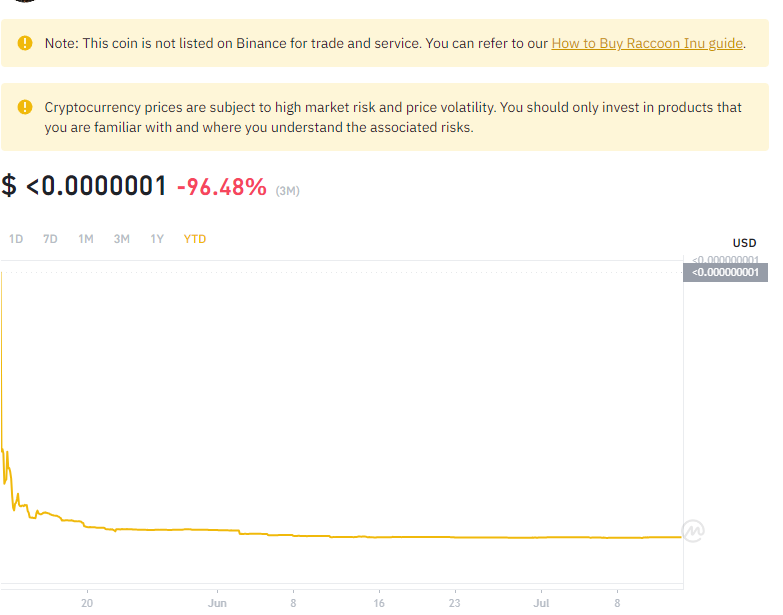 Note: This coin is not listed on Binance for trade and service. You can refer to our How to Buy Raccoon Inu guide.
Cryptocurrency prices are subject to high market risk and price volatility. You should only invest in products that
you are familiar with and where you understand the associated risks.
$ <0.0000001 -96.48% (3M)
1D 7D 1M 3M 1Y YTD
USD
<0.000000001
<0.000000001
20 Jun 8 16 23 Jul 8